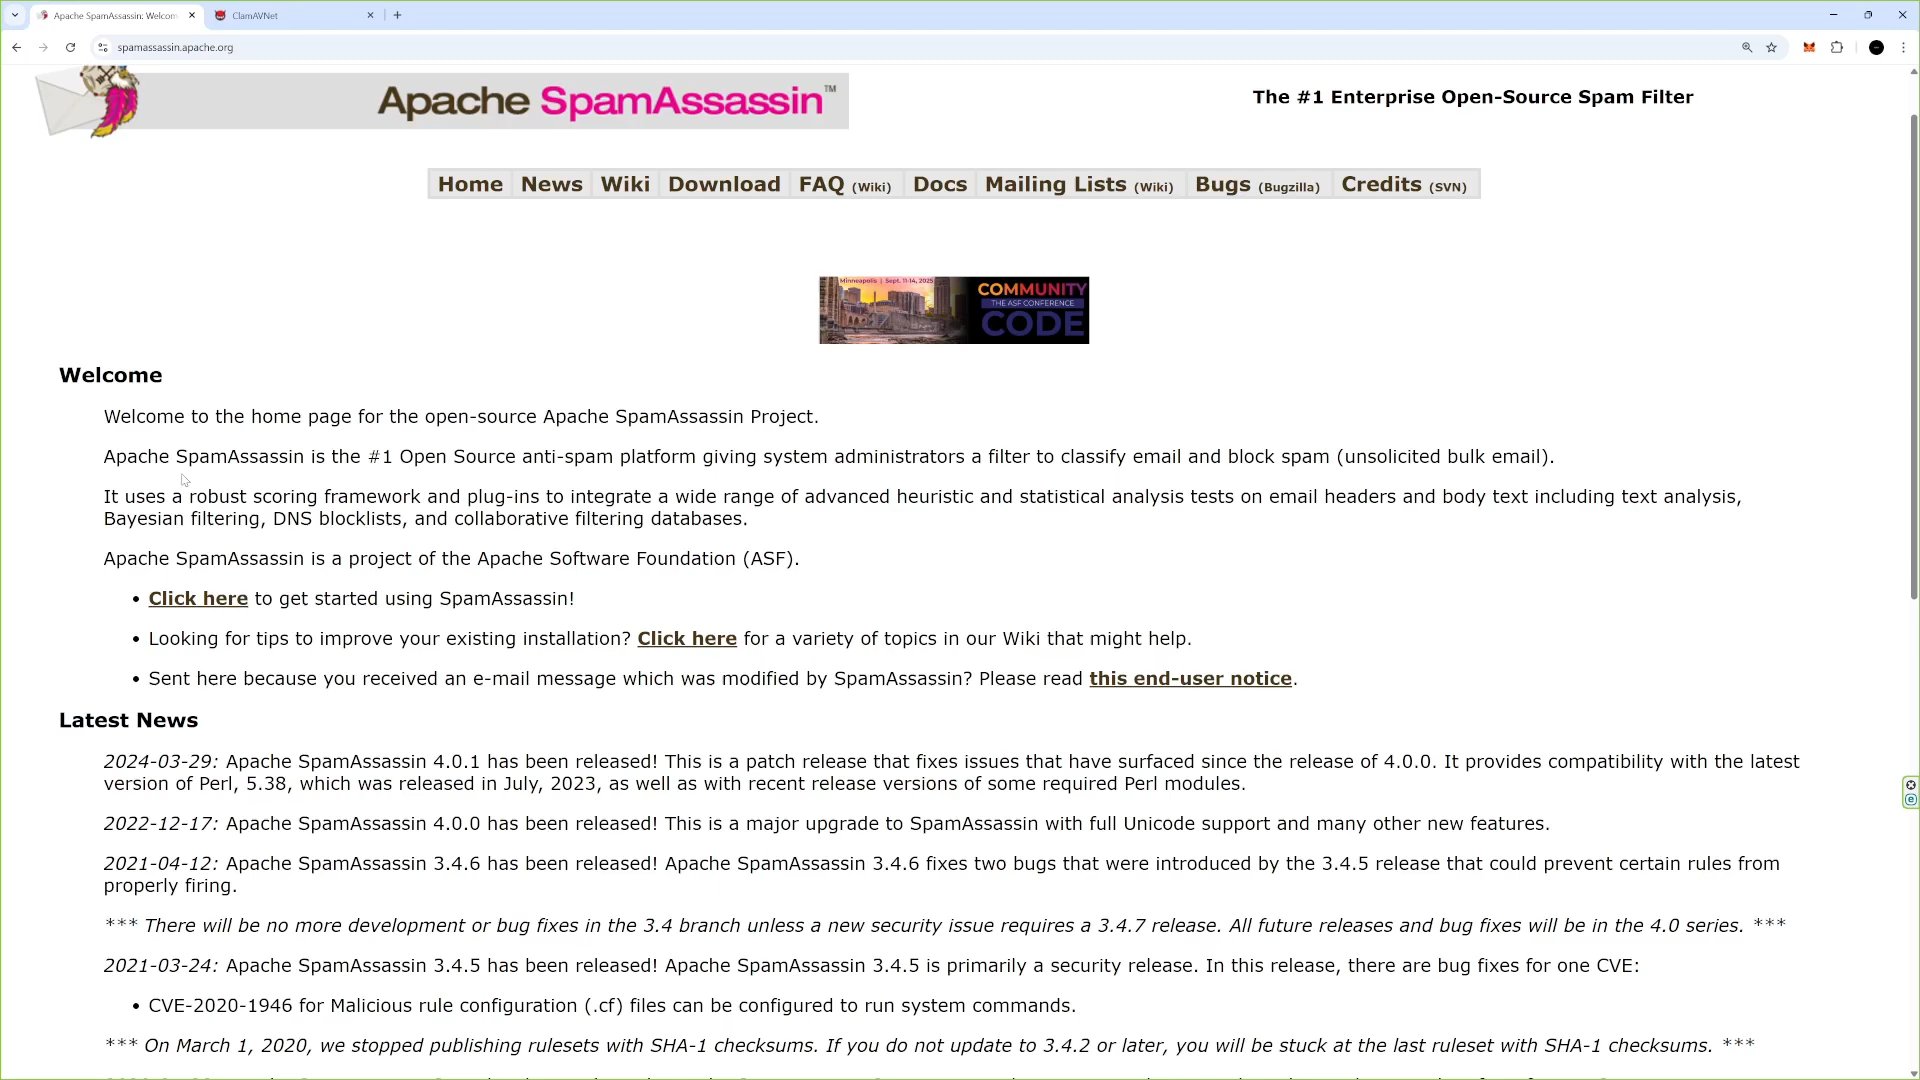 Apache SpamAssassin: Welcom
ClamAVNet
spamassassin.apache.org
Apache SpamAssassin™
The #1 Enterprise Open-Source Spam Filter
Home News Wiki Download FAQ (Wiki) Docs Mailing Lists (Wiki) Bugs (Bugzilla) Credits (SVN)
Minneapolis | Sept. 11-14, 2025
COMMUNITY
THE ASF CONFERENCE
CODE
Welcome
Welcome to the home page for the open-source Apache SpamAssassin Project.
Apache SpamAssassin is the #1 Open Source anti-spam platform giving system administrators a filter to classify email and block spam (unsolicited bulk email).
It uses a robust scoring framework and plug-ins to integrate a wide range of advanced heuristic and statistical analysis tests on email headers and body text including text analysis,
Bayesian filtering, DNS blocklists, and collaborative filtering databases.
Apache SpamAssassin is a project of the Apache Software Foundation (ASF).
• Click here to get started using SpamAssassin!
• Looking for tips to improve your existing installation? Click here for a variety of topics in our Wiki that might help.
• Sent here because you received an e-mail message which was modified by SpamAssassin? Please read this end-user notice.
Latest News
2024-03-29: Apache SpamAssassin 4.0.1 has been released! This is a patch release that fixes issues that have surfaced since the release of 4.0.0. It provides compatibility with the latest
version of Perl, 5.38, which was released in July, 2023, as well as with recent release versions of some required Perl modules.
2022-12-17: Apache SpamAssassin 4.0.0 has been released! This is a major upgrade to SpamAssassin with full Unicode support and many other new features.
2021-04-12: Apache SpamAssassin 3.4.6 has been released! Apache SpamAssassin 3.4.6 fixes two bugs that were introduced by the 3.4.5 release that could prevent certain rules from
properly firing.
*** There will be no more development or bug fixes in the 3.4 branch unless a new security issue requires a 3.4.7 release. All future releases and bug fixes will be in the 4.0 series. ***
2021-03-24: Apache SpamAssassin 3.4.5 has been released! Apache SpamAssassin 3.4.5 is primarily a security release. In this release, there are bug fixes for one CVE:
• CVE-2020-1946 for Malicious rule configuration (.cf) files can be configured to run system commands.
*** On March 1, 2020, we stopped publishing rulesets with SHA-1 checksums. If you do not update to 3.4.2 or later, you will be stuck at the last ruleset with SHA-1 checksums. ***